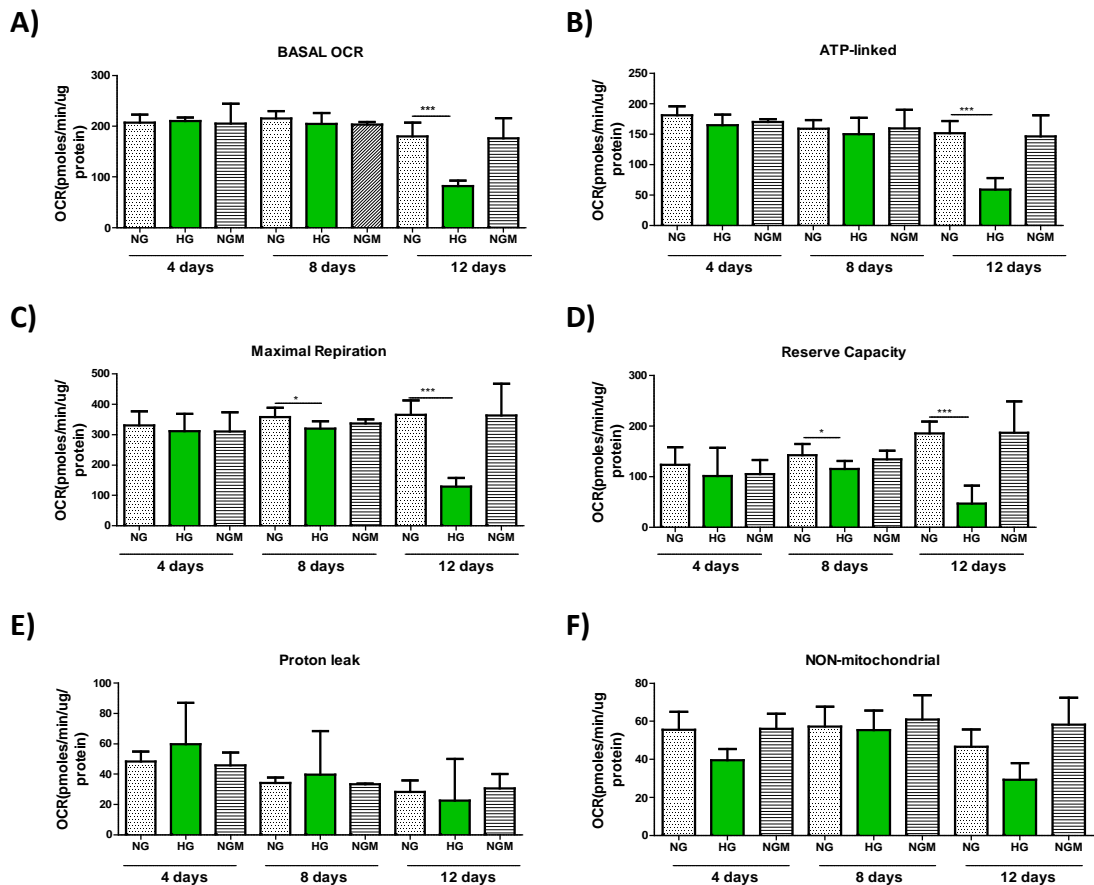 A)
BASAL OCR
OCR(pmoles/min/ug/
protein)
300
200
100
0
***
NG HG NGM NG HG NGM NG HG NGM
4 days 8 days 12 days
B)
ATP-linked
OCR(pmoles/min/ug/
protein)
250
200
150
100
50
0
***
NG HG NGM NG HG NGM NG HG NGM
4 days 8 days 12 days
C)
Maximal Repiration
OCR(pmoles/min/ug/
protein)
500
400
300
200
100
0
* ***
NG HG NGM NG HG NGM NG HG NGM
4 days 8 days 12 days
D)
Reserve Capacity
OCR(pmoles/min/ug/
protein)
300
200
100
0
* ***
NG HG NGM NG HG NGM NG HG NGM
4 days 8 days 12 days
E)
Proton leak
OCR(pmoles/min/ug/
protein)
100
80
60
40
20
0
NG HG NGM NG HG NGM NG HG NGM
4 days 8 days 12 days
F)
NON-mitochondrial
OCR(pmoles/min/ug
protein)
80
60
40
20
0
NG HG NGM NG HG NGM NG HG NGM
4 days 8 days 12 days